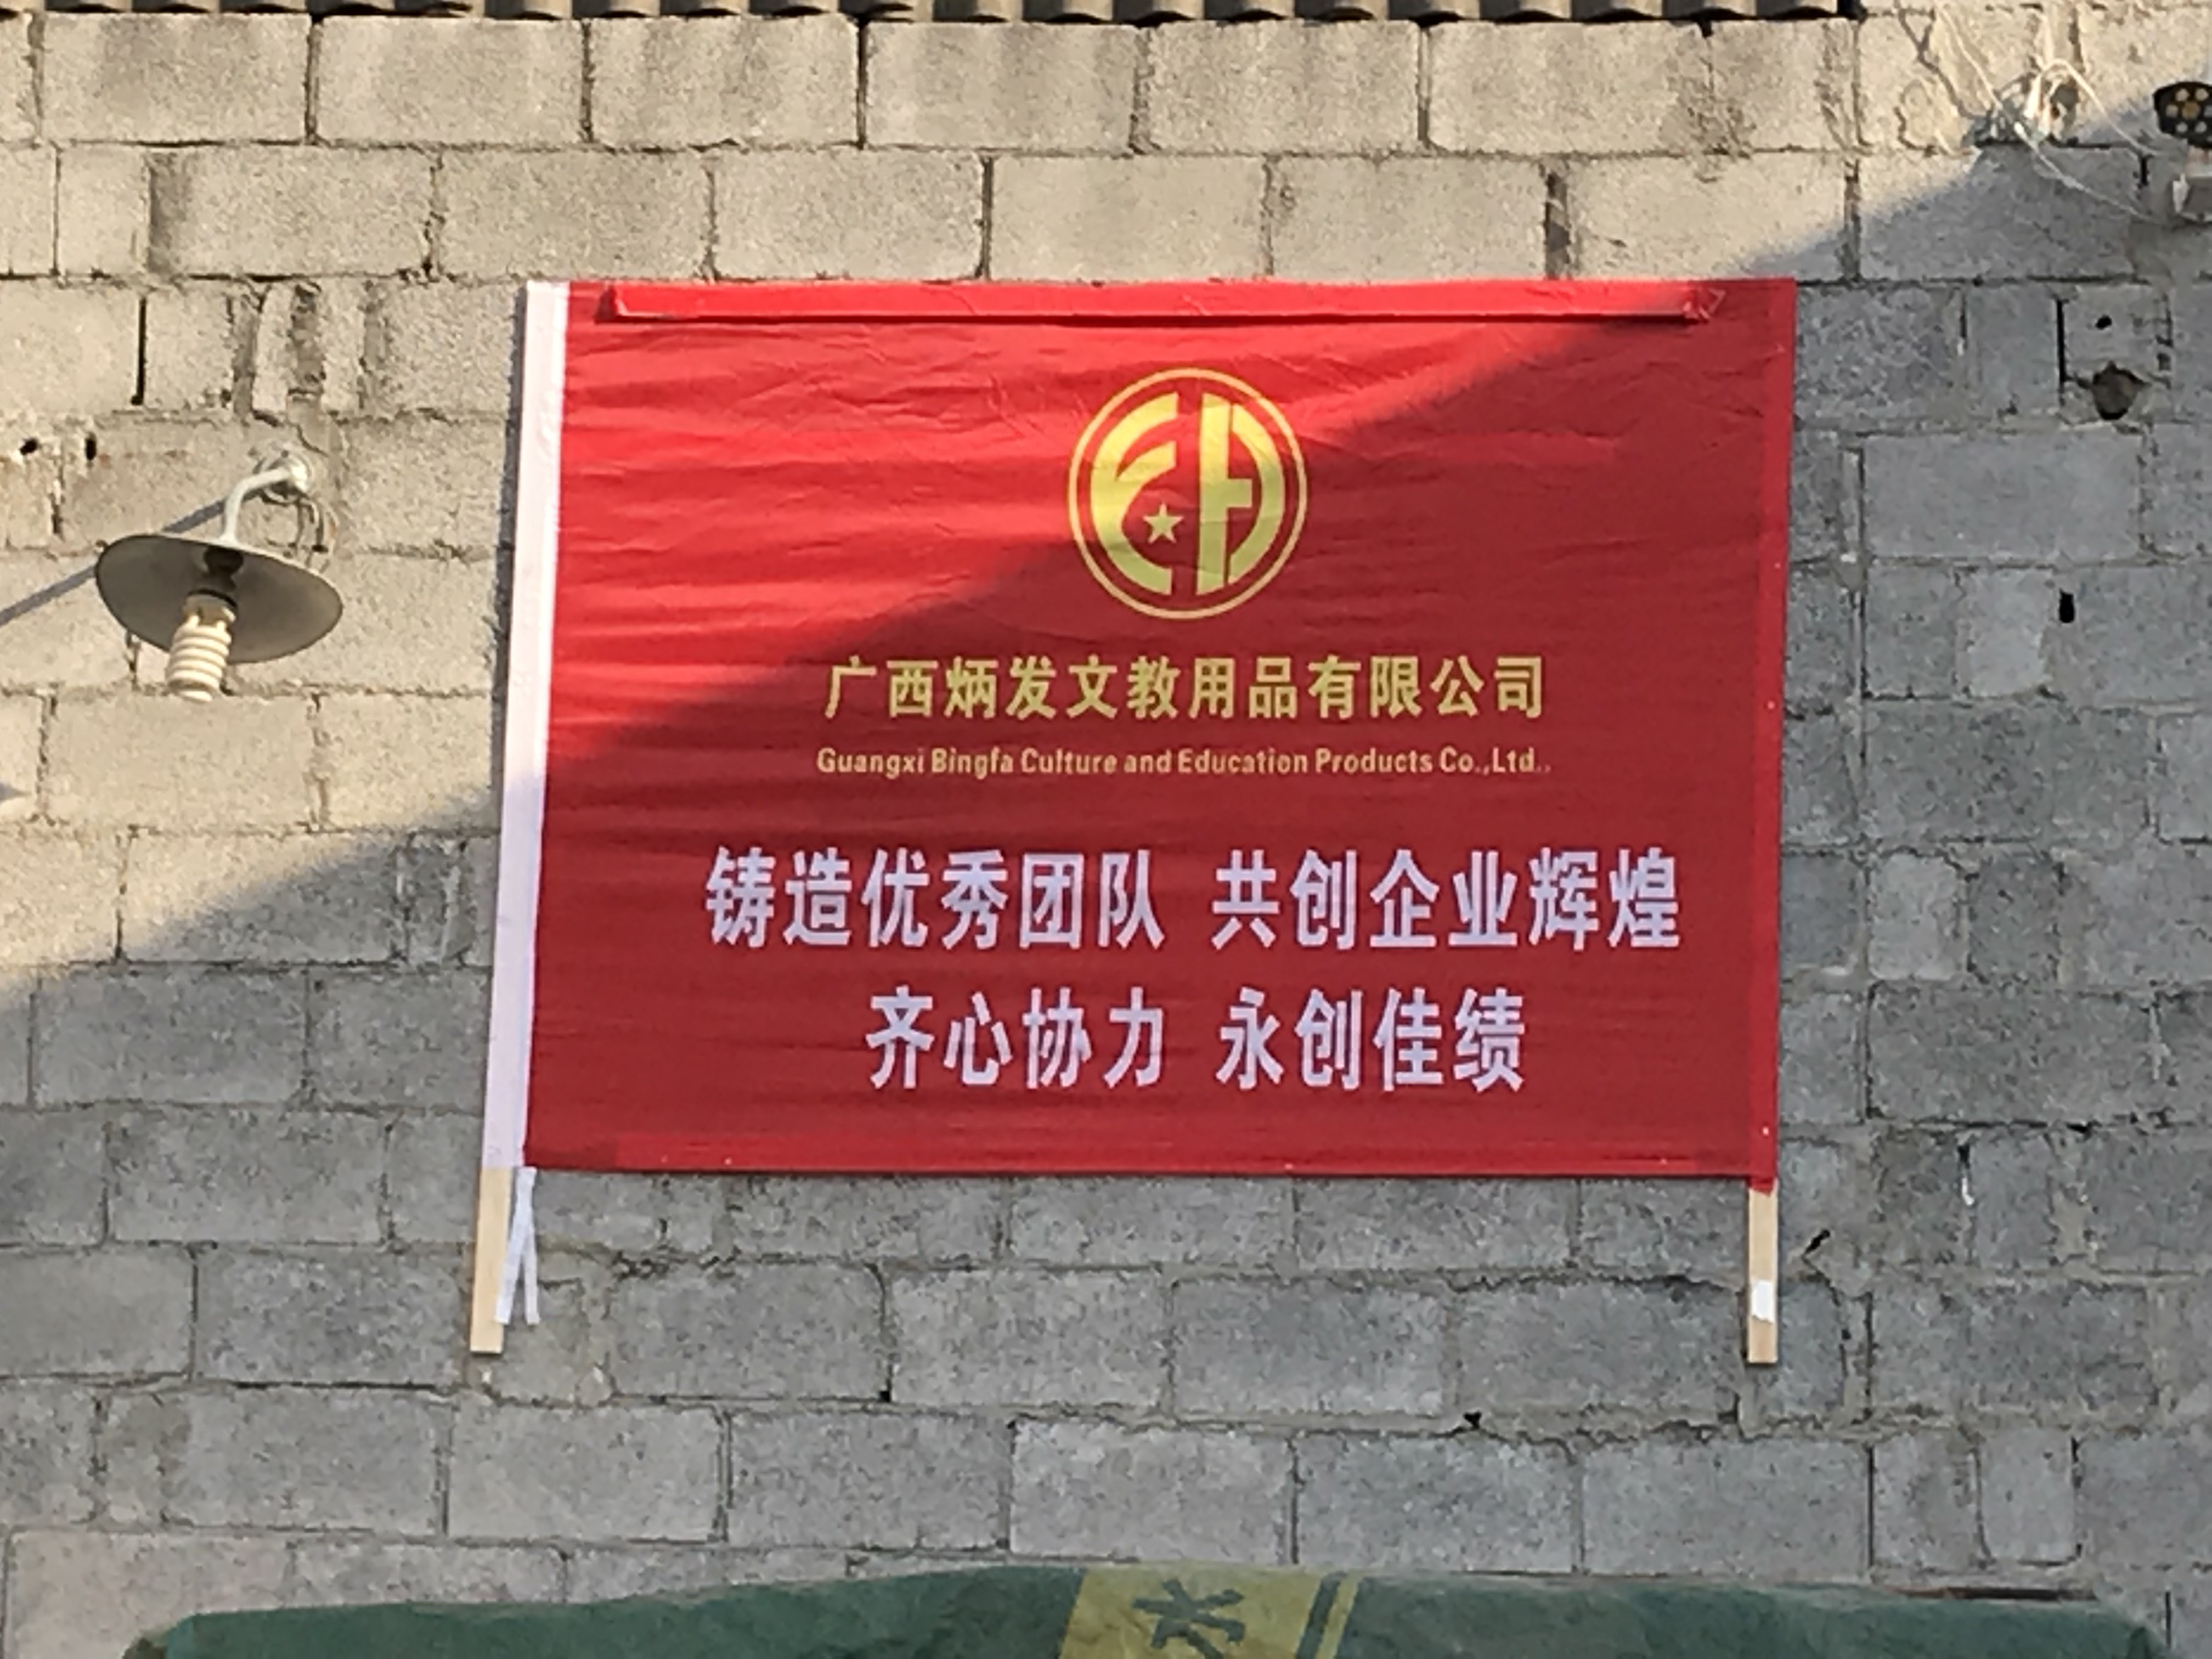 广西炳发文教用品有限公司
Guangxi Bingfa Culture and Education Products Co.,Ltd..
铸造优秀团队 共创企业辉煌
齐心协力 永创佳绩
水